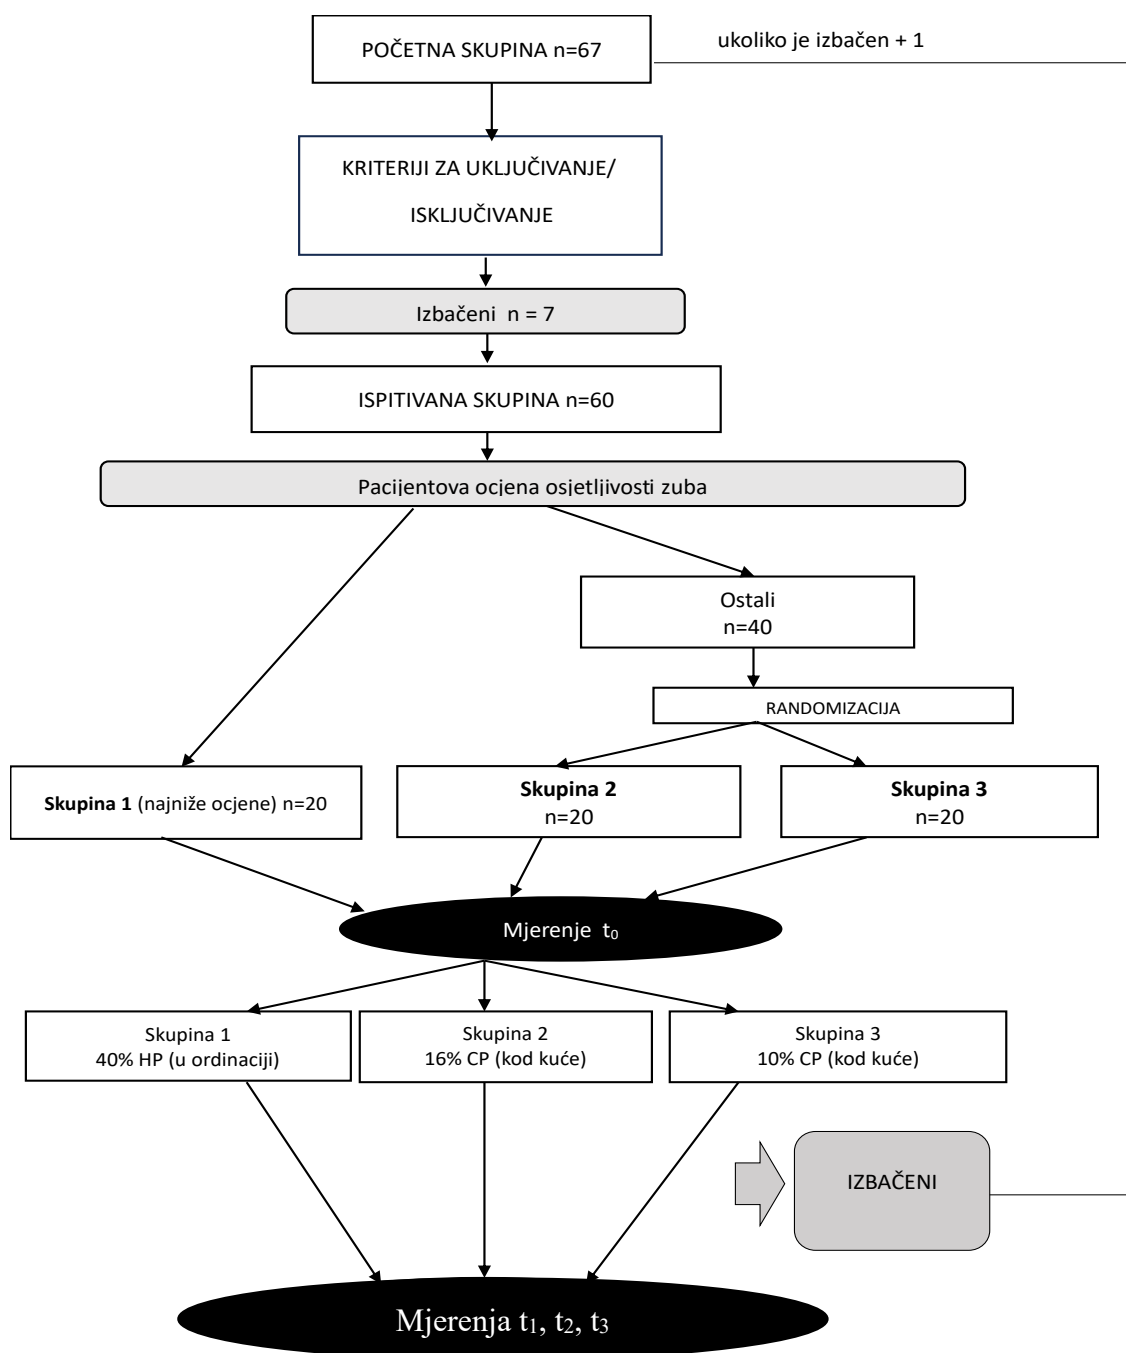 POČETNA SKUPINA n=67
ukoliko je izbačen + 1
KRITERIJI ZA UKLJUČIVANJE/
ISKLJUČIVANJE
Izbačeni n = 7
ISPITIVANA SKUPINA n=60
Pacijentova ocjena osjetljivosti zuba
Ostali
n=40
RANDOMIZACIJA
Skupina 1 (najniže ocjene) n=20
Skupina 2
n=20
Skupina 3
n=20
Mjerenje t₀
Skupina 1
40% HP (u ordinaciji)
Skupina 2
16% CP (kod kuće)
Skupina 3
10% CP (kod kuće)
IZBAČENI
Mjerenja t₁, t₂, t₃